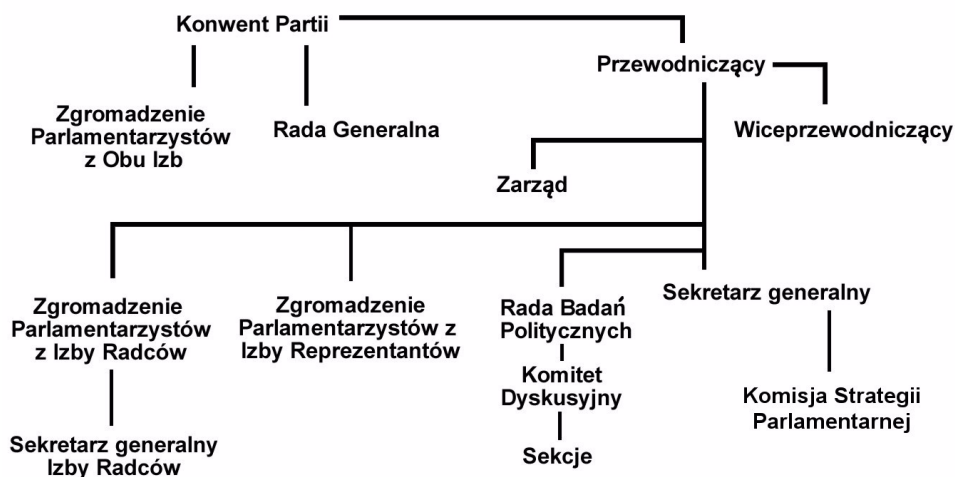 Konwent Partii
Przewodniczący
Zgromadzenie
Parlamentarzystów
z Obu Izb
Rada Generalna
Wiceprzewodniczący
Zarząd
Zgromadzenie
Parlamentarzystów
z Izby Radców
Zgromadzenie
Parlamentarzystów z
Izby Reprezentantów
Rada Badań
Politycznych
Sekretarz generalny
Komitet
Dyskusyjny
Komisja Strategii
Parlamentarnej
Sekretarz generalny
Izby Radców
Sekcje